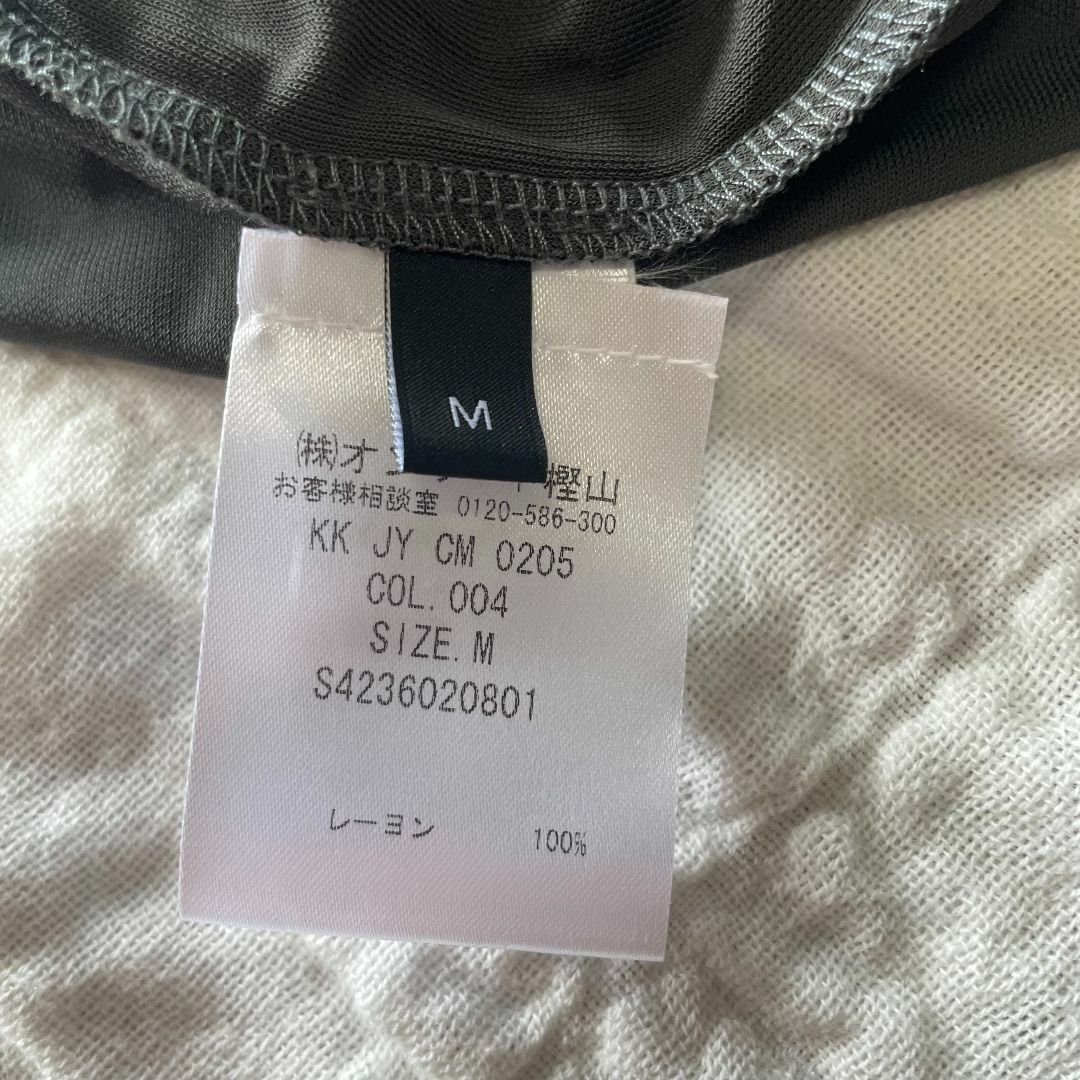 M
㈱オ 樫山
お客様相談室 0120-586-300
KK JY CM 0205
COL.004
SIZE.M
S4236020801
レーヨン 100%